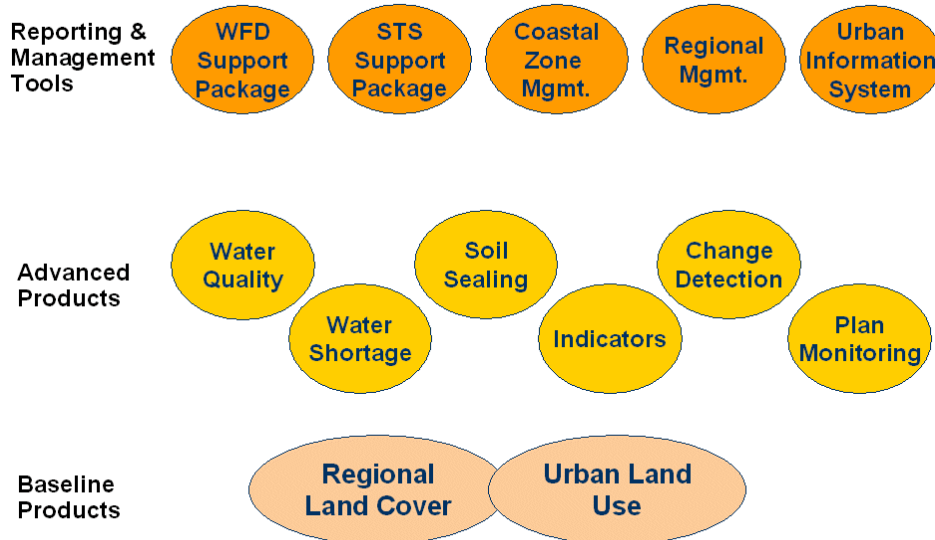 Reporting &
Management
Tools
WFD
Support
Package
STS
Support
Package
Coastal
Zone
Mgmt.
Regional
Mgmt.
Urban
Information
System
Advanced
Products
Water
Quality
Water
Shortage
Soil
Sealing
Indicators
Change
Detection
Plan
Monitoring
Baseline
Products
Regional
Land Cover
Urban Land
Use